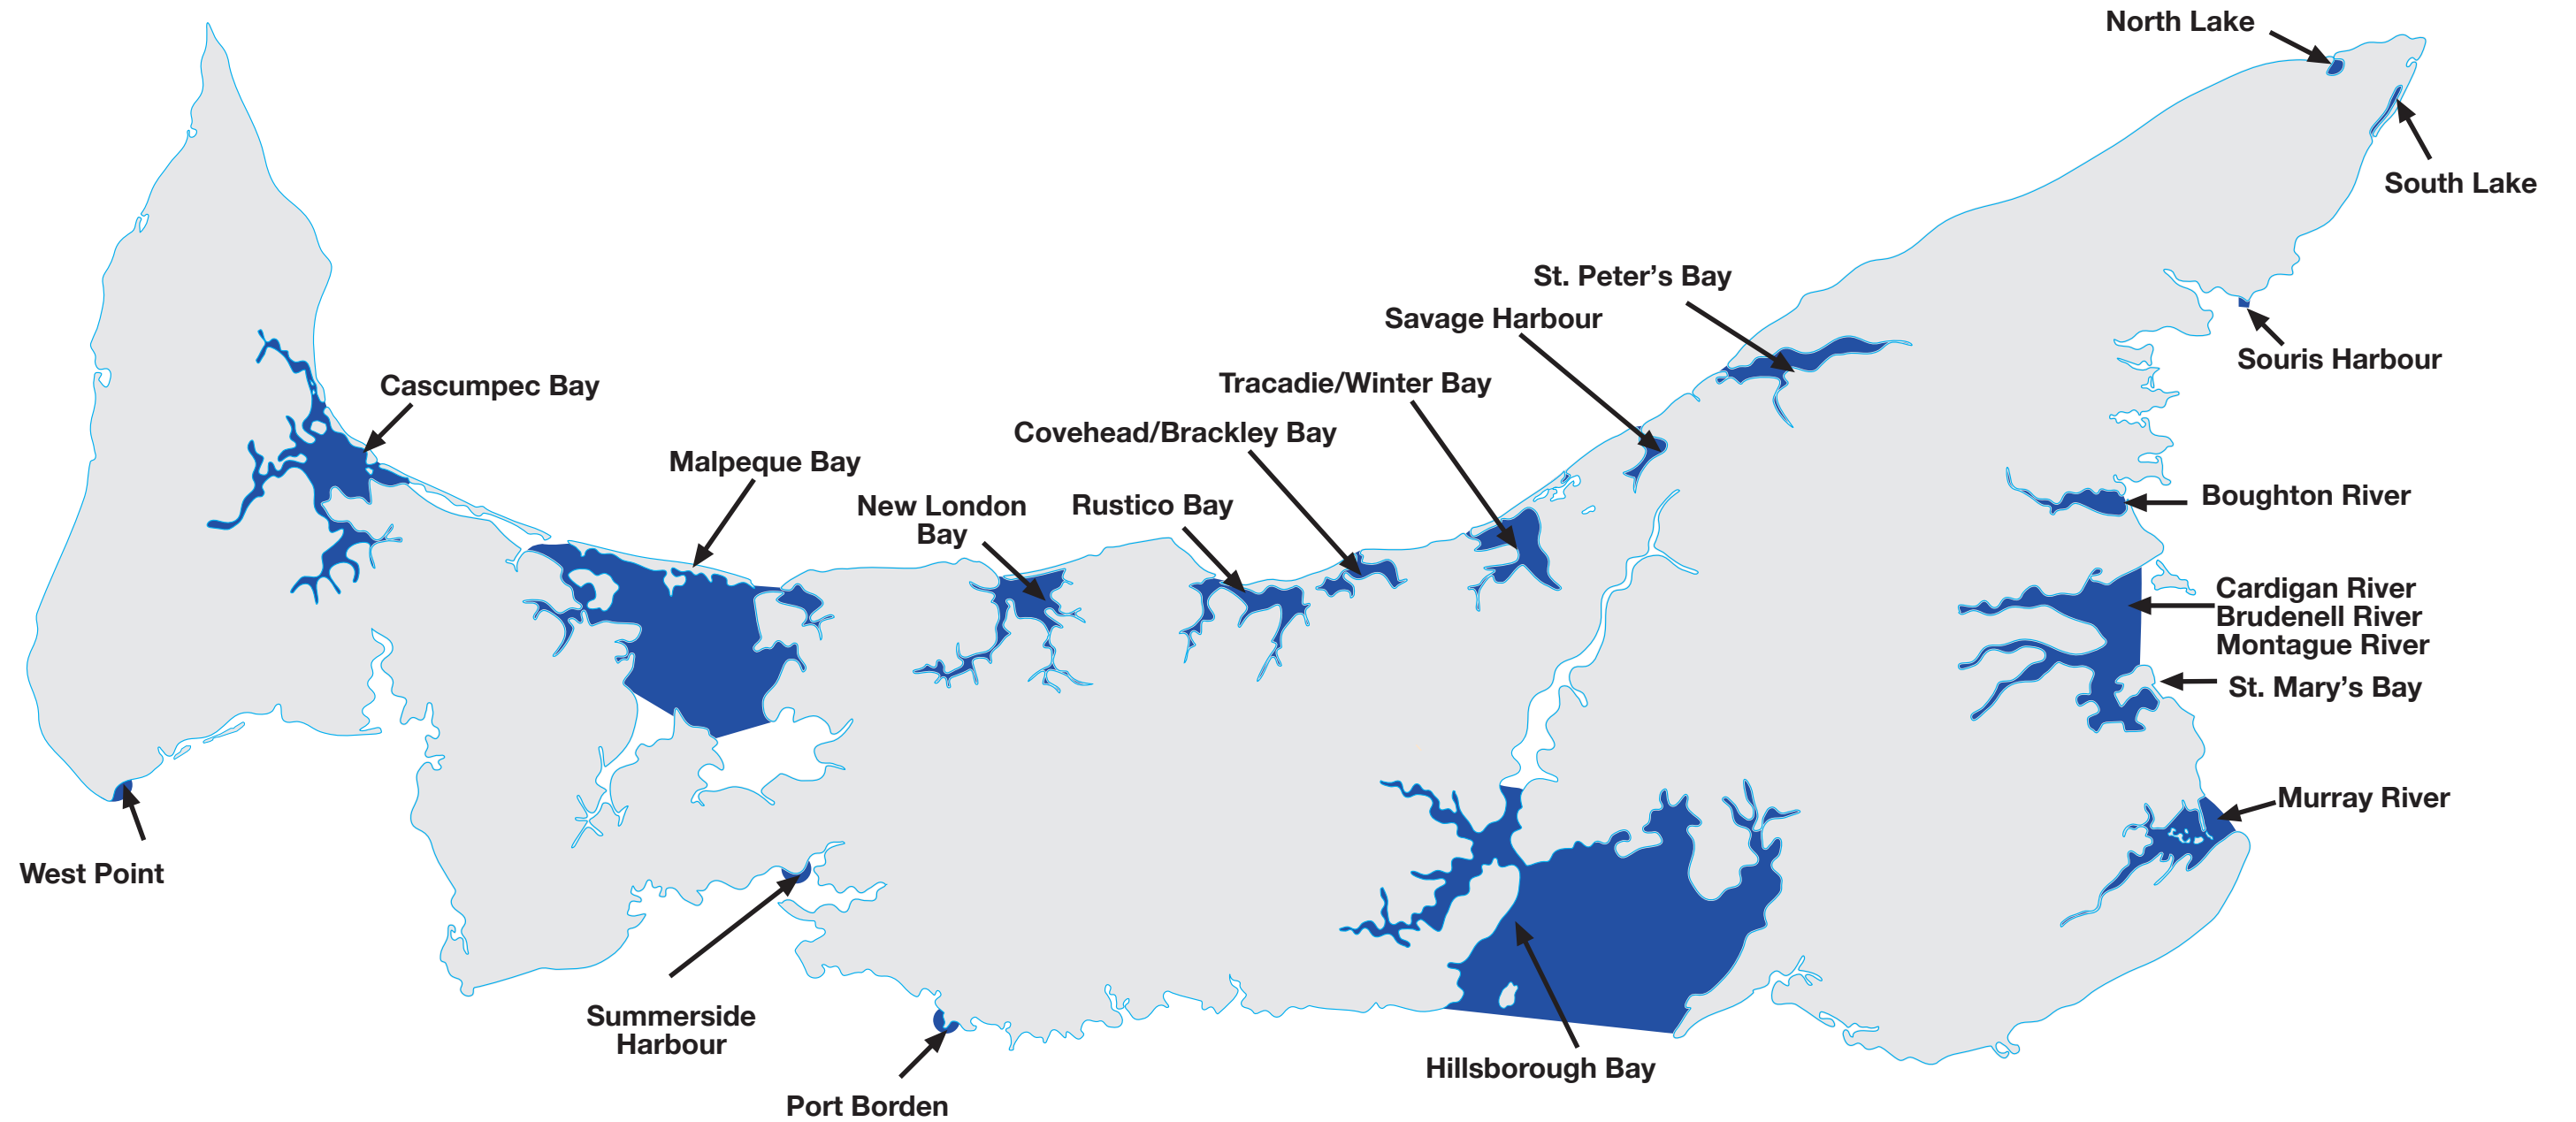 North Lake
South Lake
St. Peter’s Bay
Savage Harbour
Souris Harbour
Tracadie/Winter Bay
Cascumpec Bay
Covehead/Brackley Bay
Malpeque Bay
New London
Bay
Rustico Bay
Boughton River
Cardigan River
Brudenell River
Montague River
St. Mary’s Bay
Murray River
West Point
Summerside
Harbour
Hillsborough Bay
Port Borden